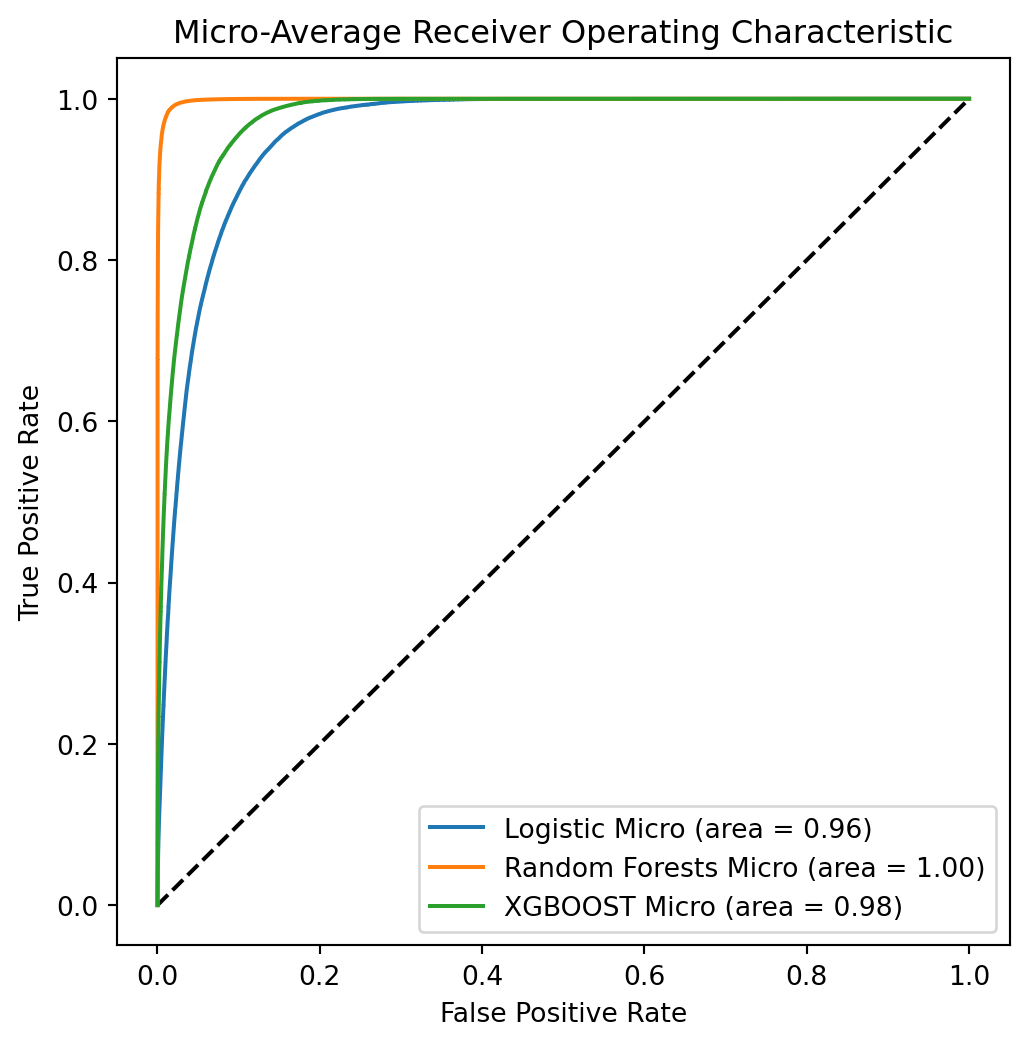 Micro-Average Receiver Operating Characteristic
True Positive Rate
1.0
0.8
0.6
0.4
0.2
0.0
Logistic Micro (area = 0.96)
Random Forests Micro (area = 1.00)
XGBOOST Micro (area = 0.98)
0.0 0.2 0.4 0.6 0.8 1.0
False Positive Rate